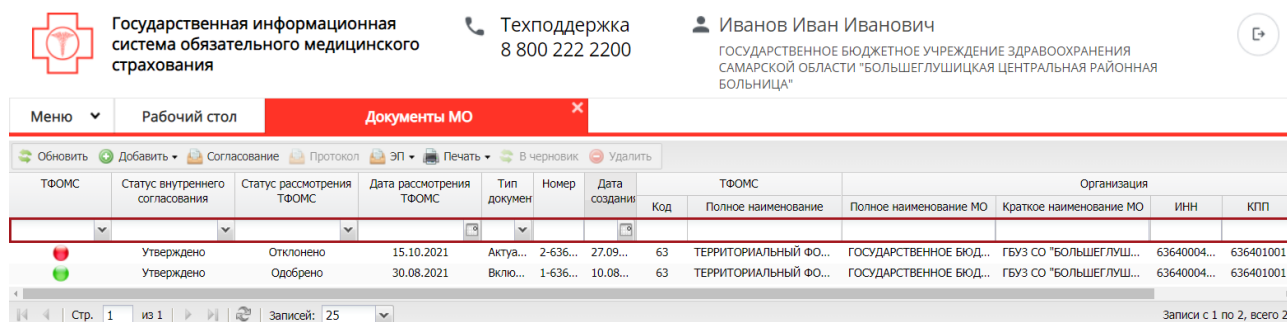 Государственная информационная
система обязательного медицинского
страхования
Техподдержка
8 800 222 2200
Иванов Иван Иванович
ГОСУДАРСТВЕННОЕ БЮДЖЕТНОЕ УЧРЕЖДЕНИЕ ЗДРАВООХРАНЕНИЯ
САМАРСКОЙ ОБЛАСТИ "БОЛЬШЕГЛУШИЦКАЯ ЦЕНТРАЛЬНАЯ РАЙОННАЯ
БОЛЬНИЦА"
Меню Рабочий стол Документы МО
Обновить Добавить Согласование Протокол ЭП Печать В черновик Удалить
ТФОМС Статус внутреннего согласования Статус рассмотрения ТФОМС Дата рассмотрения ТФОМС Тип докумен Номер Дата создания ТФОМС Организация
Код Полное наименование Полное наименование МО Краткое наименование МО ИНН КПП
Утверждено Отклонено 15.10.2021 Актуа... 2-636... 27.09... 63 ТЕРРИТОРИАЛЬНЫЙ ФО... ГОСУДАРСТВЕННОЕ БЮД... ГБУЗ СО "БОЛЬШЕГЛУШ... 63640004... 636401001
Утверждено Одобрено 30.08.2021 Вклю... 1-636... 10.08... 63 ТЕРРИТОРИАЛЬНЫЙ ФО... ГОСУДАРСТВЕННОЕ БЮД... ГБУЗ СО "БОЛЬШЕГЛУШ... 63640004... 636401001
Стр. 1 из 1 Записей: 25 Записи с 1 по 2, всего 2